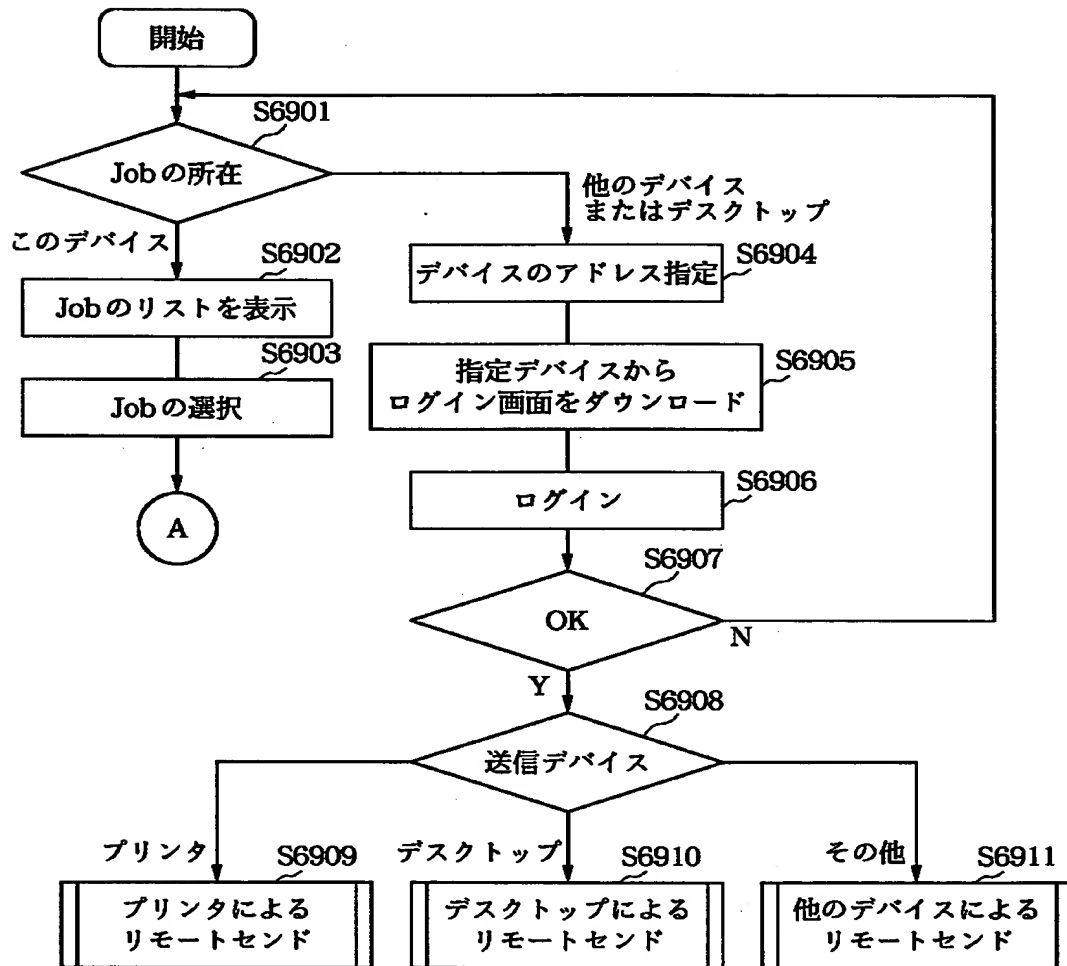 開始
S6901
Jobの所在
他のデバイス
またはデスクトップ
このデバイス
S6902
Jobのリストを表示
S6903
Jobの選択
A
S6904
デバイスのアドレス指定
S6905
指定デバイスから
ログイン画面をダウンロード
S6906
ログイン
S6907
OK
N
Y
S6908
送信デバイス
プリンタ
S6909
プリンタによる
リモートセンド
デスクトップ
S6910
デスクトップによる
リモートセンド
その他
S6911
他のデバイスによる
リモートセンド